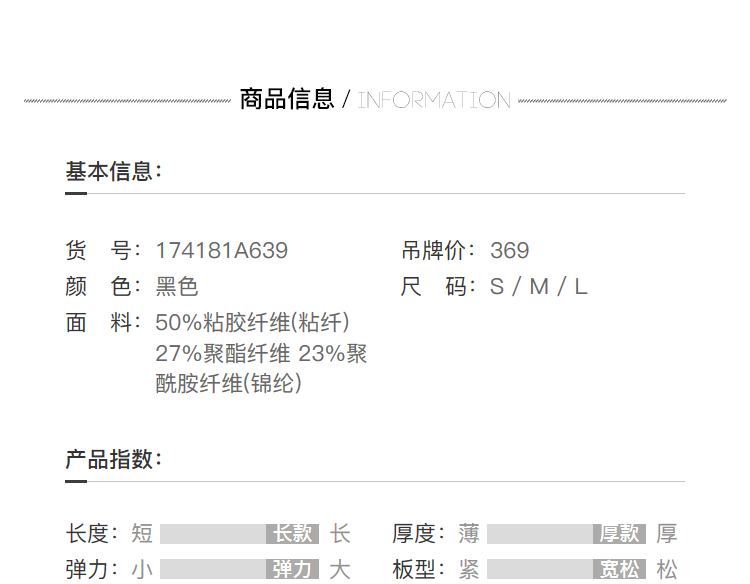 商品信息 / INFORMATION
基本信息：
货 号：174181A639 吊牌价：369
颜 色：黑色 尺 码：S / M / L
面 料：50%粘胶纤维(粘纤)
27%聚酯纤维 23%聚
酰胺纤维(锦纶)
产品指数：
长度：短 长款 长 厚度：薄 厚款 厚
弹力：小 弹力 大 板型：紧 宽松 松